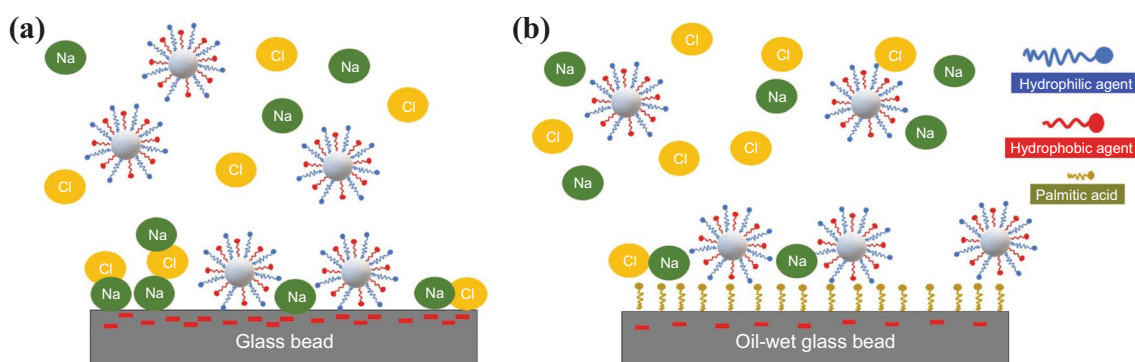 (a)
Na
Cl
Na
Cl
Na
Cl
Cl
Na
Cl
Cl
Na
Na
Na
Na
Cl
Glass bead
(b)
Cl
Cl
Cl
Na
Na
Na
Na
Cl
Cl
Cl
Na
Cl
Na
Na
Oil-wet glass bead
Hydrophilic agent
Hydrophobic agent
Palmitic acid